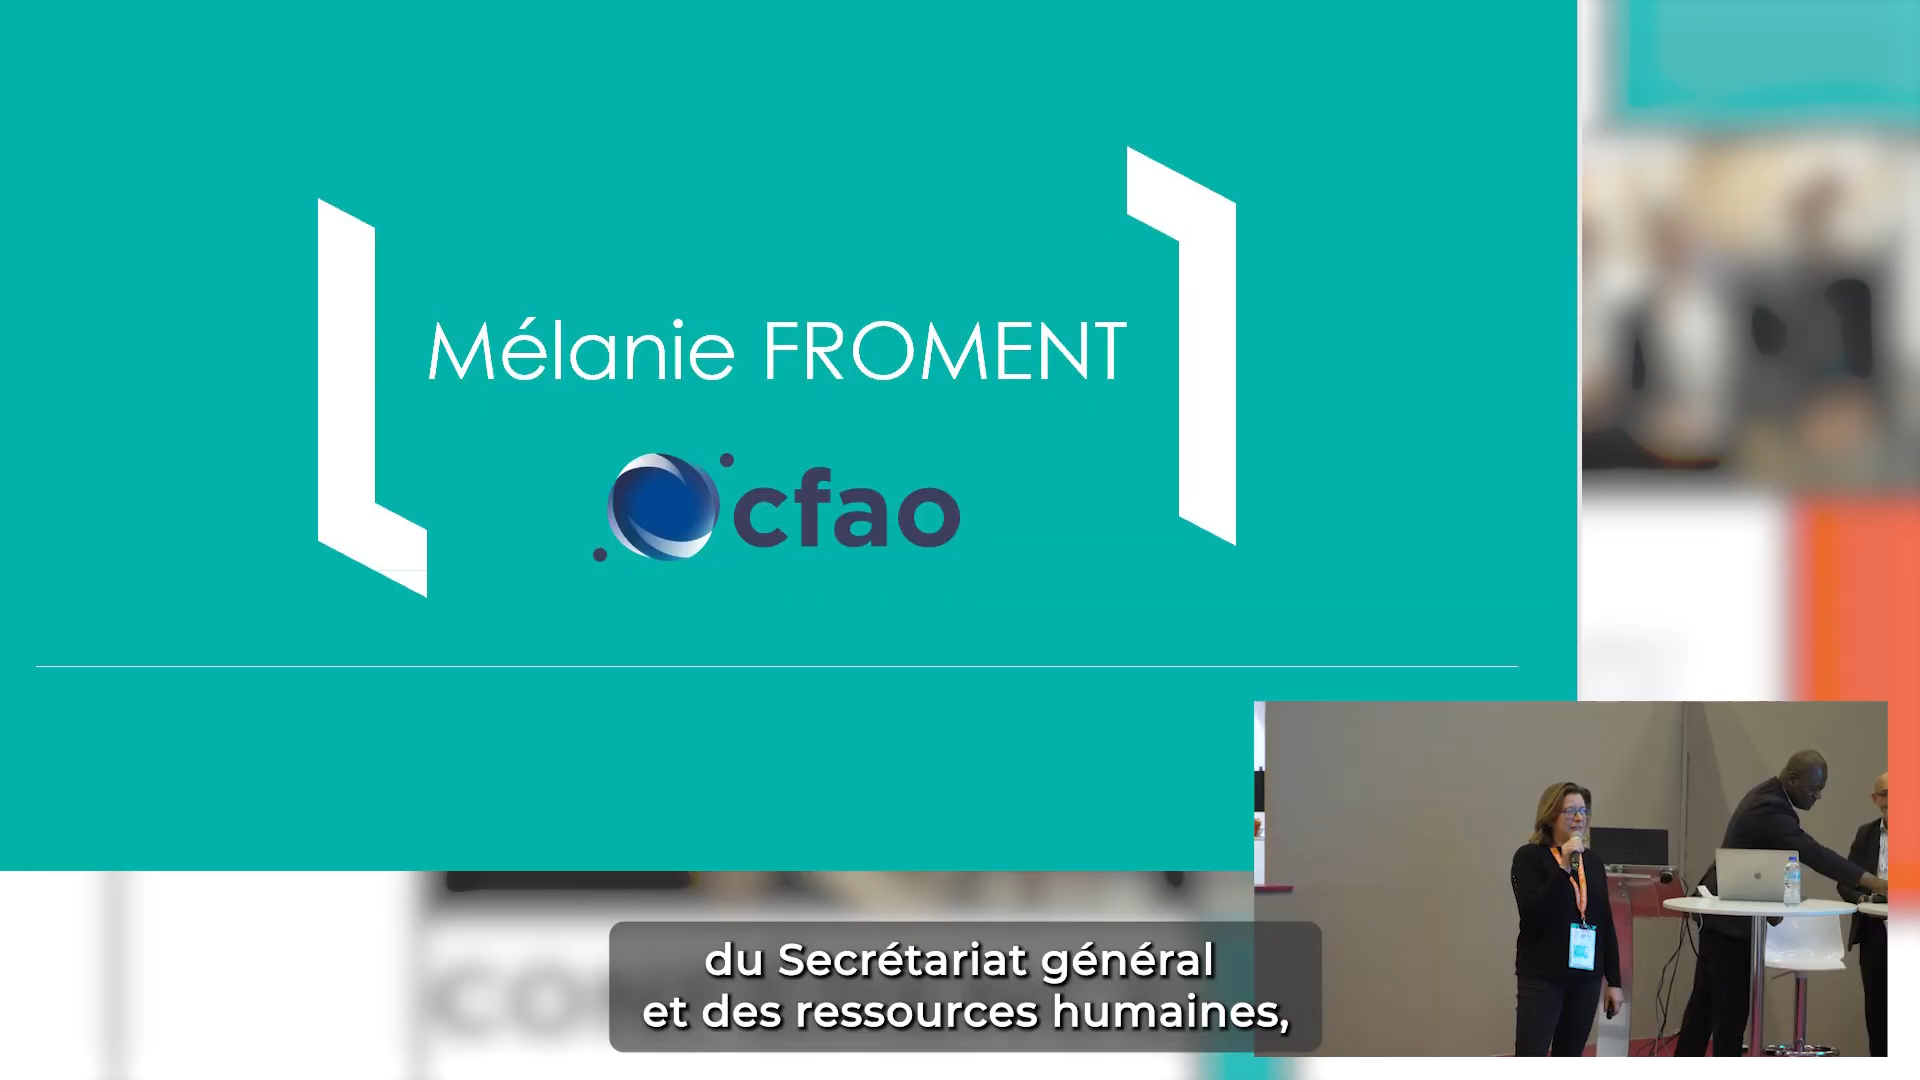 Mélanie FROMENT
cfao
du Secrétariat général
et des ressources humaines,